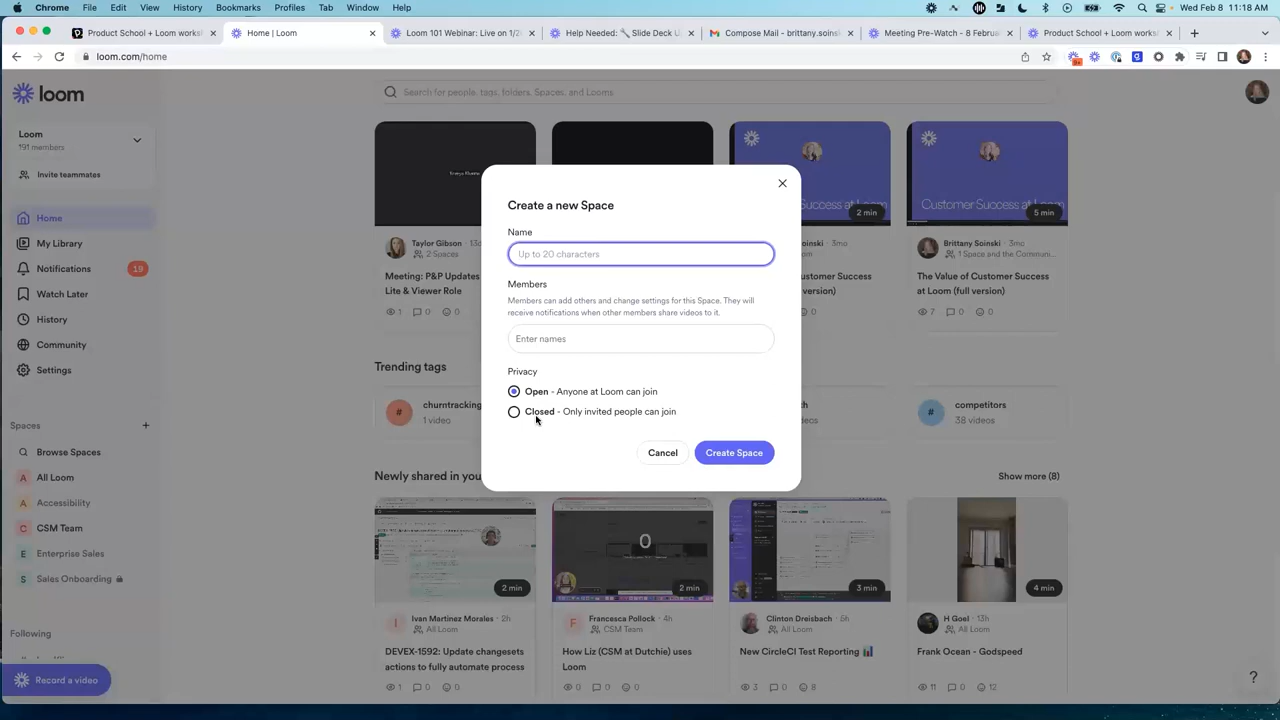 Chrome File Edit View History Bookmarks Profiles Tab Window Help Wed Feb 8 11:18 AM
Product School + Loom worksh
Home | Loom
Loom 101 Webinar: Live on 1/2
Help Needed: 🔧 Slide Deck U
Compose Mail - brittany.soinsk
Meeting Pre-Watch - 8 Februar
Product School + Loom worksh
loom.com/home
loom
Search for people, tags, folders, Spaces, and Looms
Loom
191 members
Invite teammates
Home
My Library
Notifications 19
Watch Later
History
Community
Settings
Spaces
Browse Spaces
A All Loom
A Accessibility
C CSM Team
E Enterprise Sales
S Sales Onboarding
Following
Record a video
Customer Success at Loom
2 min
5 min
Taylor Gibson
2 Spaces
Meeting: P&P Updates
Lite & Viewer Role
1 0 0
Soinski · 3mo
Brittany Soinski · 3mo
1 Space and the Communi...
The Value of Customer Success
at Loom (full version)
7 0 0
Trending tags
# churntracking
1 video
# competitors
38 videos
Newly shared in you
Show more (8)
Create a new Space
Name
Up to 20 characters
Members
Members can add others and change settings for this Space. They will
receive notifications when other members share videos to it.
Enter names
Privacy
Open - Anyone at Loom can join
Closed - Only invited people can join
Cancel
Create Space
2 min
2 min
3 min
4 min
I Ivan Martinez Morales · 2h
All Loom
DEVEX-1592: Update changesets
actions to fully automate process
1 0 0
F Francesca Pollock · 4h
CSM Team
How Liz (CSM at Dutchie) uses
Loom
0 0 0
Clinton Dreisbach · 5h
All Loom
New CircleCI Test Reporting 📊
3 0 8
H Goel · 13h
All Loom
Frank Ocean - Godspeed
11 0 12
?